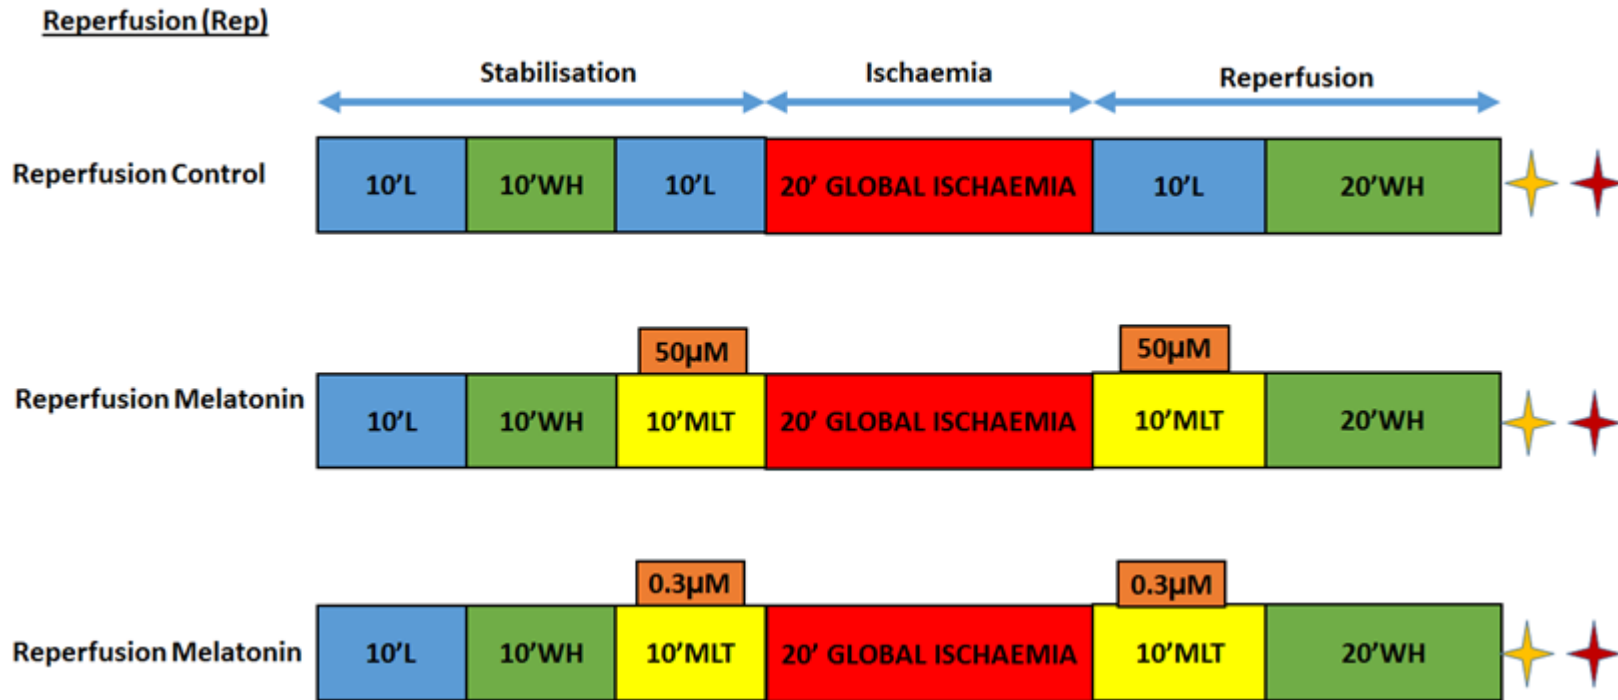 Reperfusion (Rep)
Stabilisation Ischaemia Reperfusion
Reperfusion Control 10’L 10’WH 10’L 20’ GLOBAL ISCHAEMIA 10’L 20’WH
50µM 50µM
Reperfusion Melatonin 10’L 10’WH 10’MLT 20’ GLOBAL ISCHAEMIA 10’MLT 20’WH
0.3µM 0.3µM
Reperfusion Melatonin 10’L 10’WH 10’MLT 20’ GLOBAL ISCHAEMIA 10’MLT 20’WH